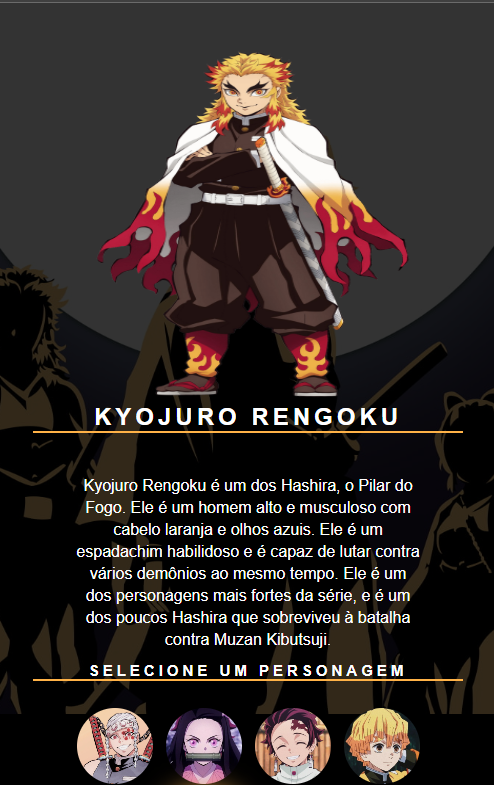 KYOJURO RENGOKU
Kyojuro Rengoku é um dos Hashira, o Pilar do
Fogo. Ele é um homem alto e musculoso com
cabelo laranja e olhos azuis. Ele é um
espadachim habilidoso e é capaz de lutar contra
vários demônios ao mesmo tempo. Ele é um
dos personagens mais fortes da série, e é um
dos poucos Hashira que sobreviveu à batalha
contra Muzan Kibutsuji.
SELECIONE UM PERSONAGEM